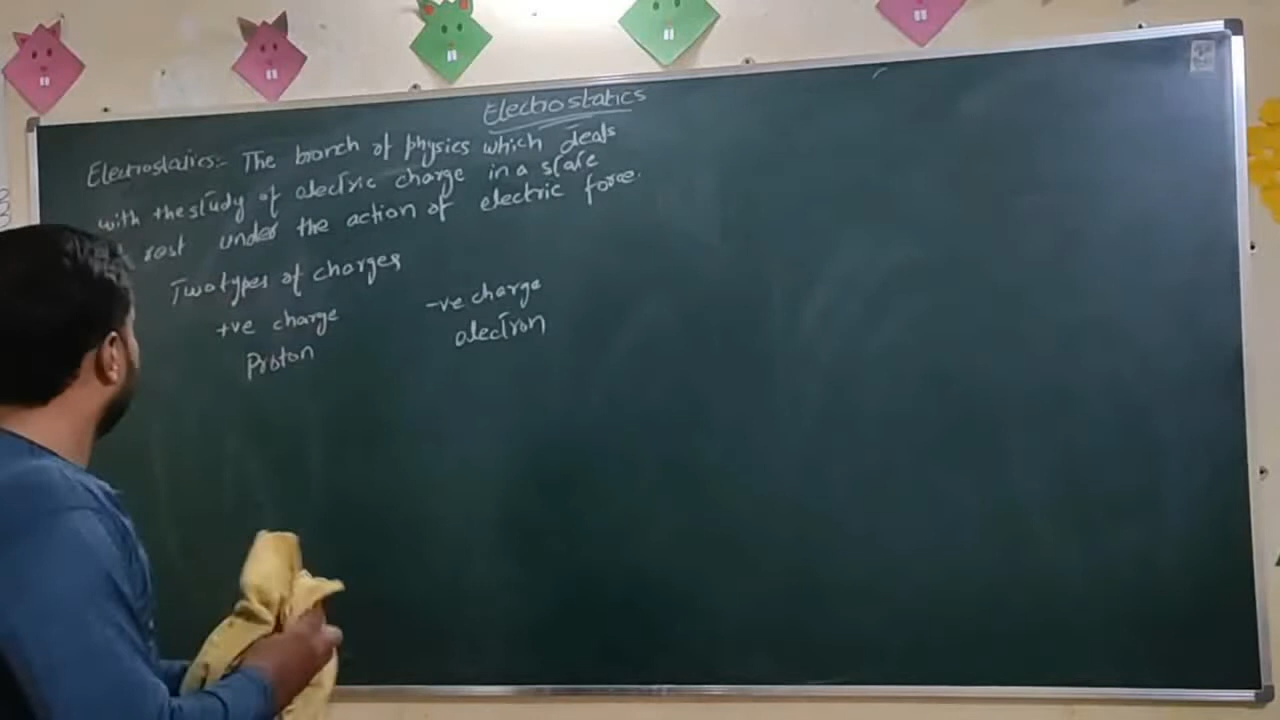 Electrostatics
Electrostatics:- The branch of physics which deals
with the study of electric charge in a state
rest under the action of electric force.
Two types of charges
+ve charge -ve charge
Proton electron